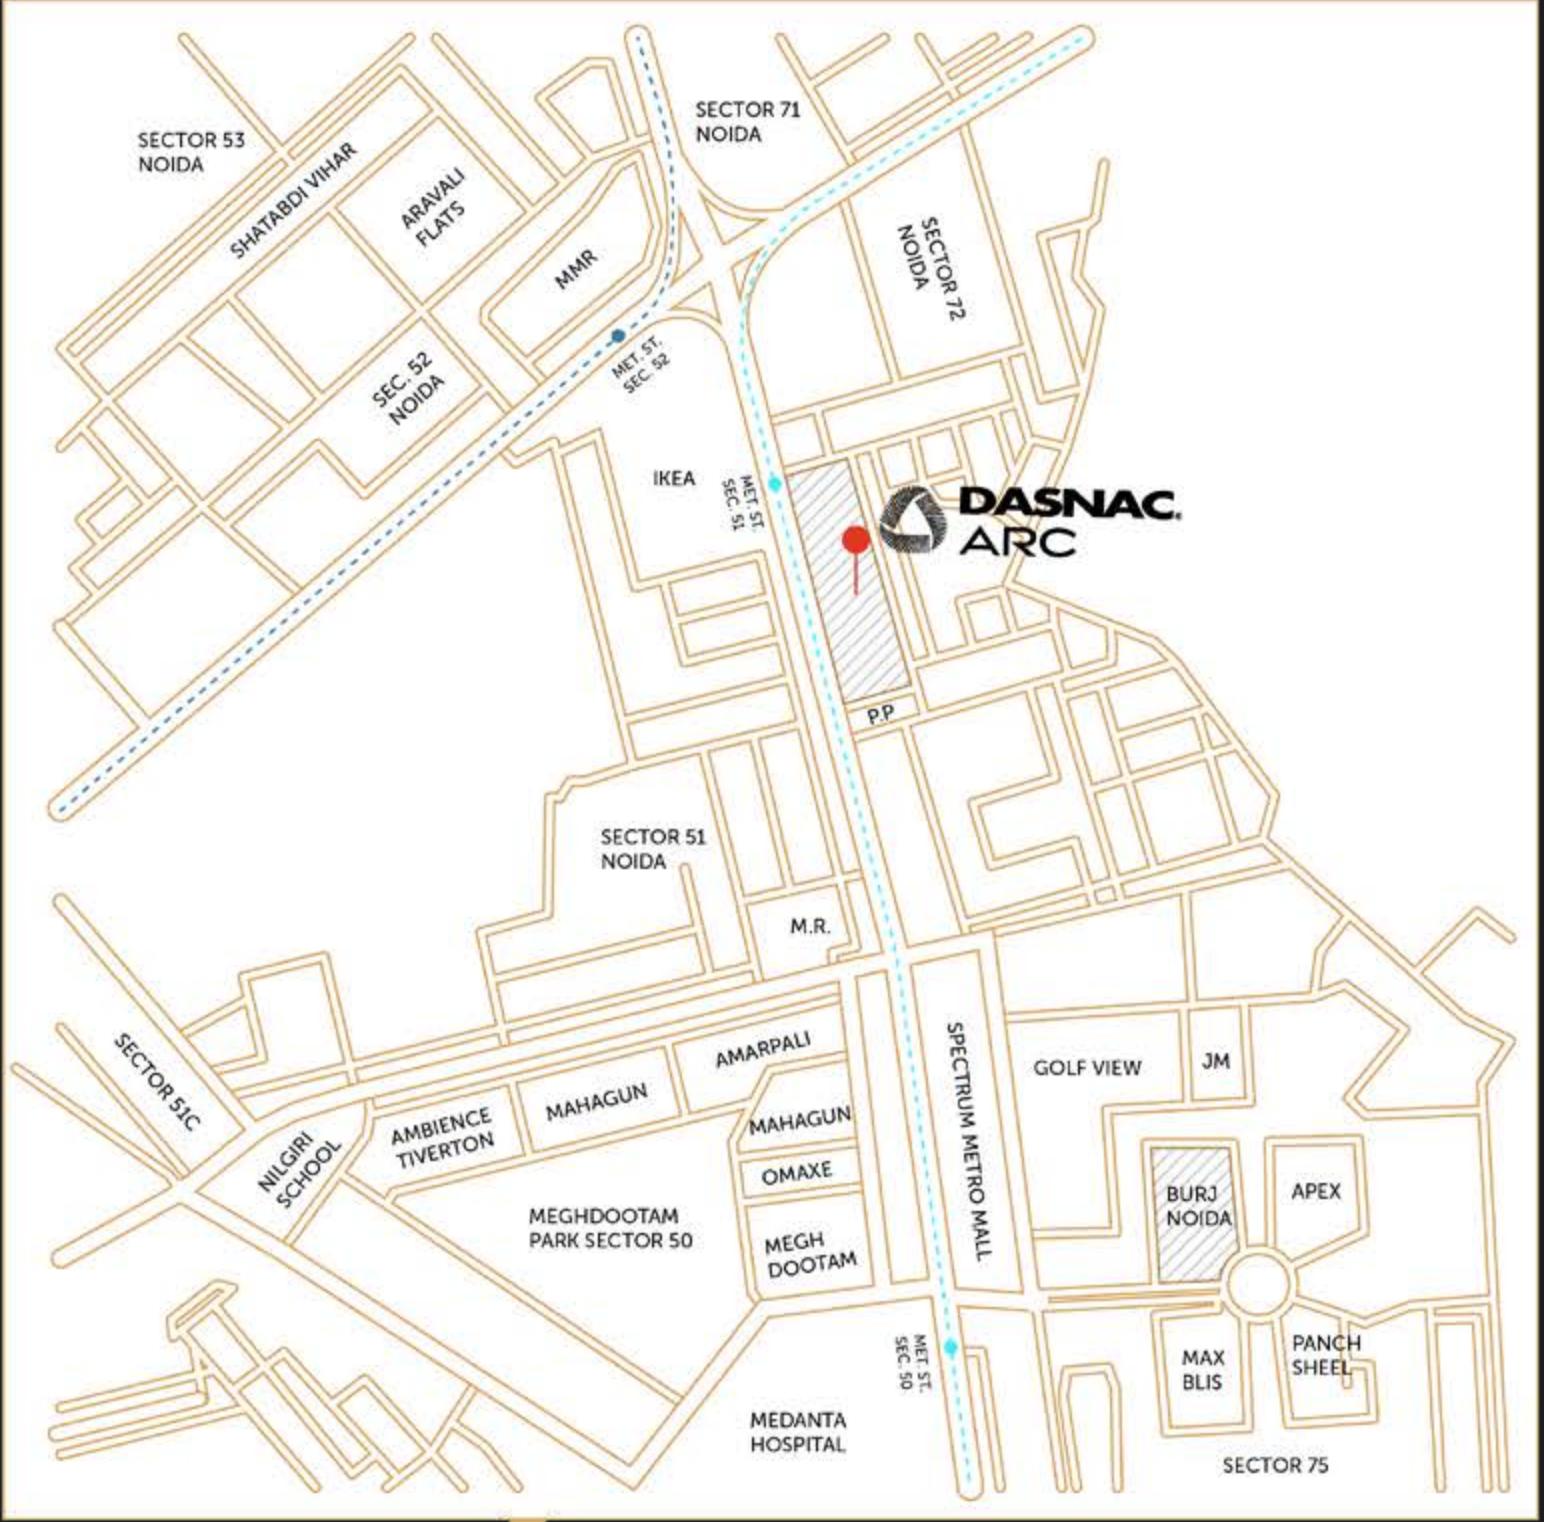 SECTOR 71
NOIDA
SECTOR 53
NOIDA
SHATABDI VIHAR
ARAVALI
FLATS
MMR
SECTOR 72
NOIDA
MET. ST.
SEC. 52
SEC. 52
NOIDA
IKEA
MET. ST.
SEC. 51
DASNAC®
ARC
P.P
SECTOR 51
NOIDA
M.R.
SECTOR 51C
SPECTRUM METRO MALL
AMARPALI
GOLF VIEW
JM
MAHAGUN
AMBIENCE
TIVERTON
MAHAGUN
NILGIRI
SCHOOL
OMAXE
BURJ
NOIDA
APEX
MEGHDOOTAM
PARK SECTOR 50
MEGH
DOOTAM
MET. ST.
SEC. 50
MAX
BLIS
PANCH
SHEEL
MEDANTA
HOSPITAL
SECTOR 75